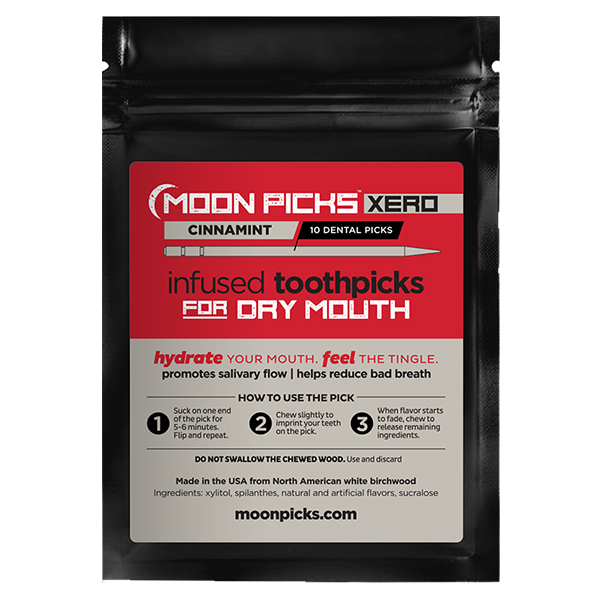 MOON PICKS™ XERO
CINNAMINT 10 DENTAL PICKS
infused toothpicks
FOR DRY MOUTH
hydrate YOUR MOUTH. feel THE TINGLE.
promotes salivary flow | helps reduce bad breath
HOW TO USE THE PICK
1 Suck on one end
of the pick for
5-6 minutes.
Flip and repeat.
2 Chew slightly to
imprint your teeth
on the pick.
3 When flavor starts
to fade, chew to
release remaining
ingredients.
DO NOT SWALLOW THE CHEWED WOOD. Use and discard
Made in the USA from North American white birchwood
Ingredients: xylitol, spilanthes, natural and artificial flavors, sucralose
moonpicks.com